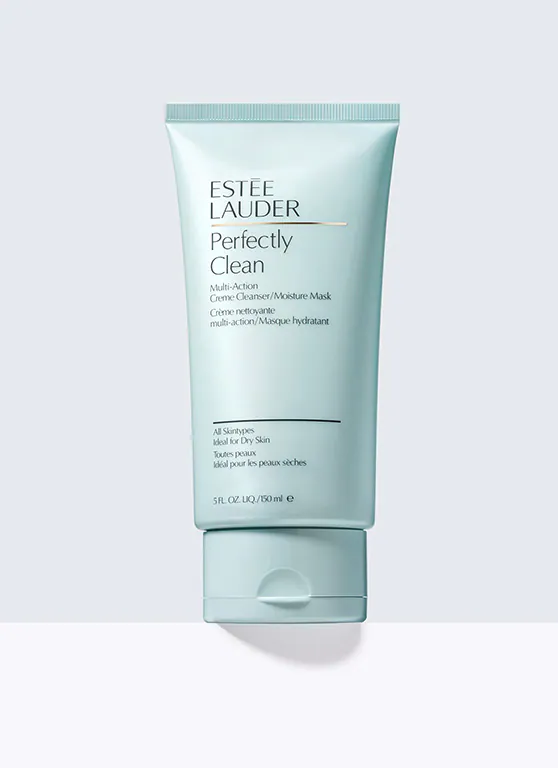 ESTĒE
LAUDER
Perfectly
Clean
Multi-Action
Creme Cleanser/Moisture Mask
Crème nettoyante
multi-action/Masque hydratant
All Skintypes
Ideal for Dry Skin
Toutes peaux
Idéal pour les peaux sèches
5 FL. OZ. LIQ./150 ml ℮